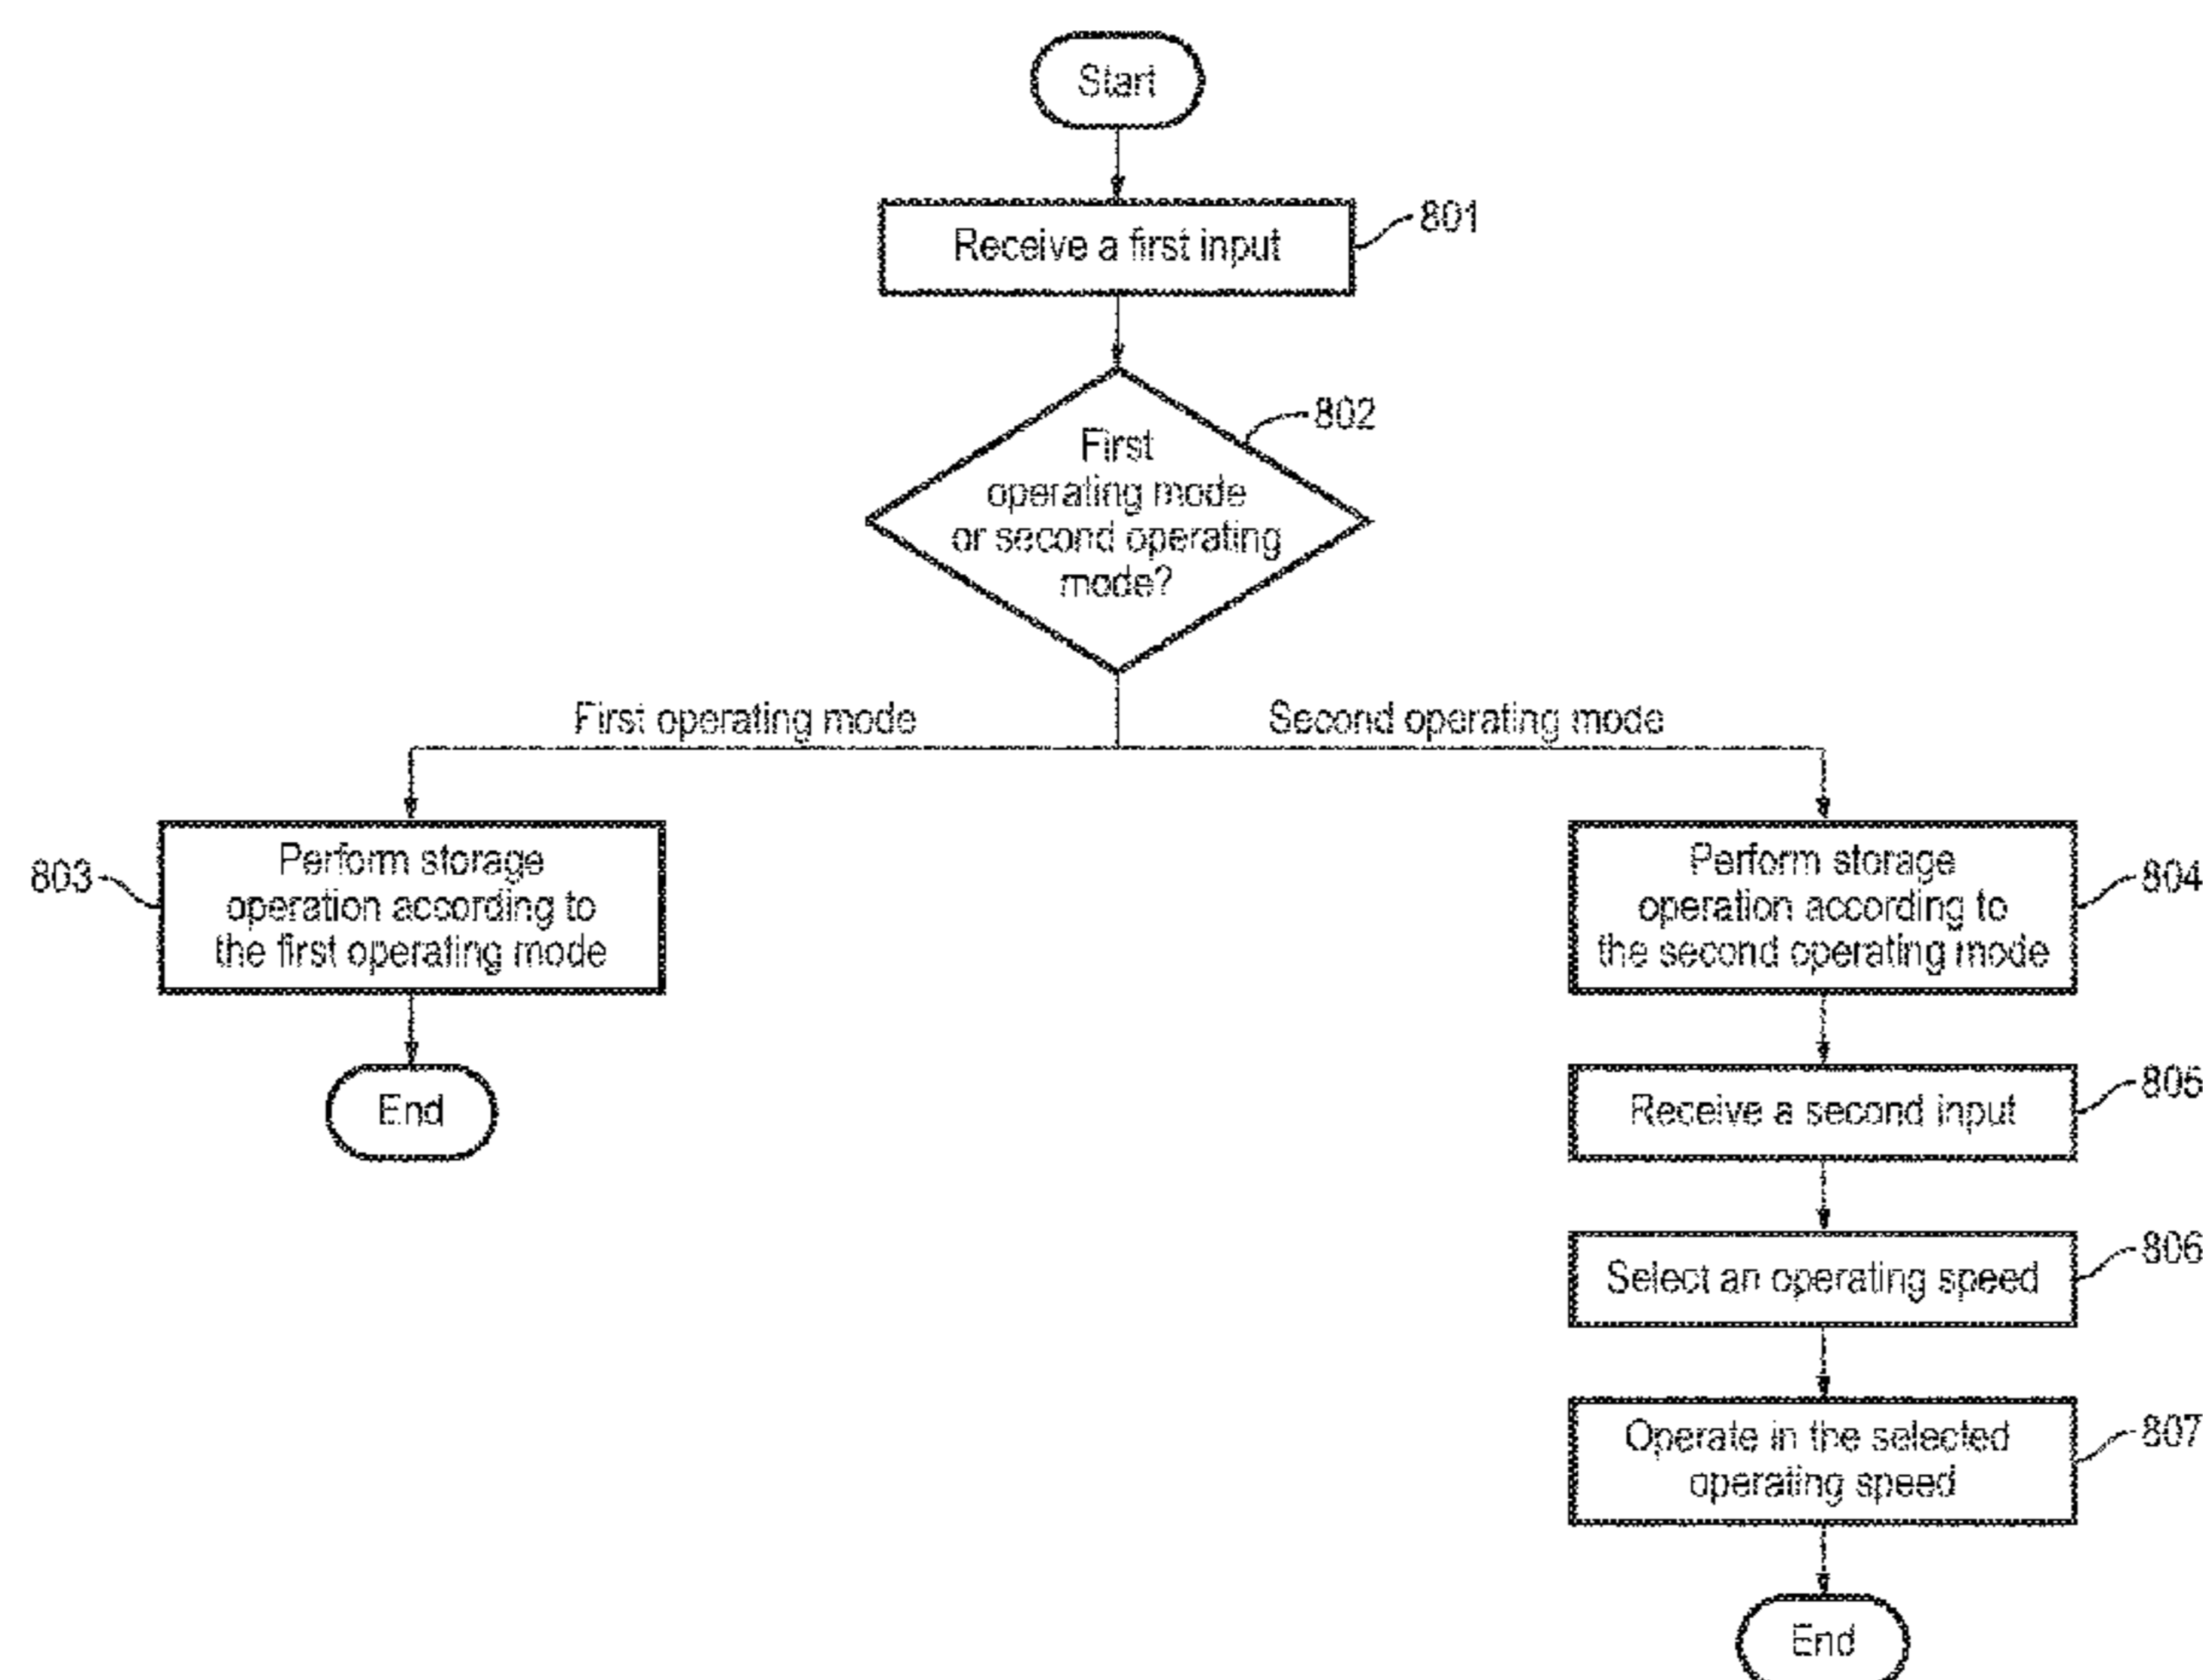 Start
Receive a first input
801
802
First
operating mode
or second operating
mode?
First operating mode
Second operating mode
803
Perform storage
operation according to
the first operating mode
End
Perform storage
operation according to
the second operating mode
804
Receive a second input
805
Select an operating speed
806
Operate in the selected
operating speed
807
End